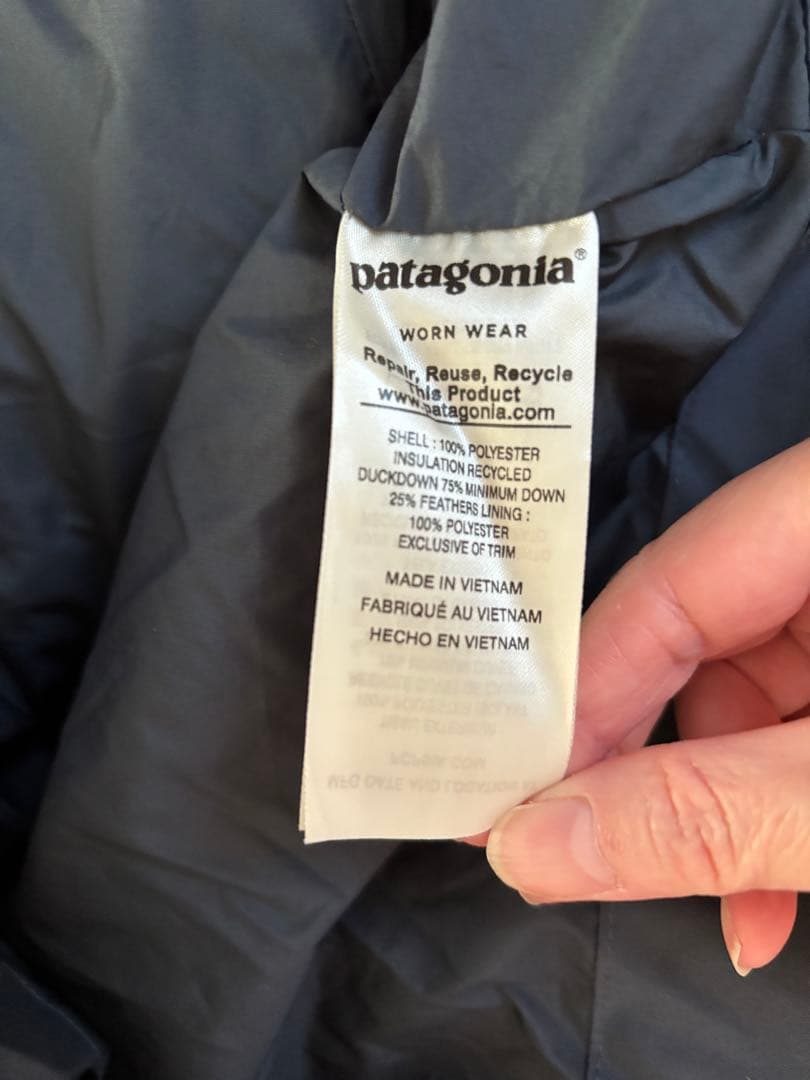 patagonia®
WORN WEAR
Repair, Reuse, Recycle
This Product
www.patagonia.com
SHELL : 100% POLYESTER
INSULATION RECYCLED
DUCKDOWN 75% MINIMUM DOWN
25% FEATHERS LINING :
100% POLYESTER
EXCLUSIVE OF TRIM
MADE IN VIETNAM
FABRIQUÉ AU VIETNAM
HECHO EN VIETNAM